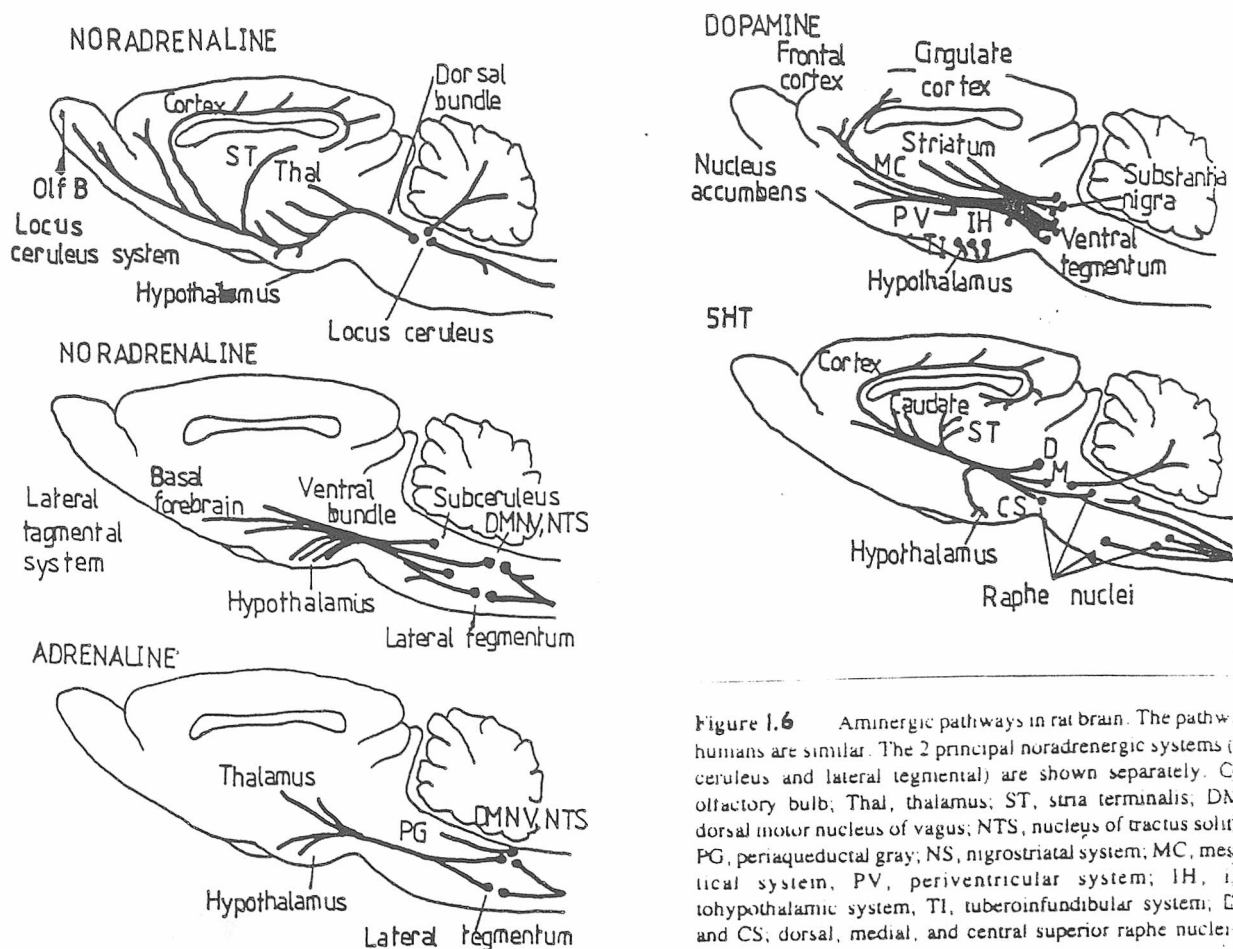 NORADRENALINE
Cortex
Dorsal
bundle
ST
Thal
Olf B
Locus
ceruleus system
Hypothalamus
Locus ceruleus
NORADRENALINE
Basal
forebrain
Ventral
bundle
Subceruleus
DMNV,NTS
Lateral
tagmental
system
Hypothalamius
Lateral tegmentum
ADRENALINE
Thalamus
PG
DMNV,NTS
Hypothalamus
Lateral tegmentum
DOPAMINE
Frontal
cortex
Cingulate
cortex
Striatum
MC
Nucleus
accumbens
Substantia
nigra
PV
IH
TI
Ventral
tegmentum
Hypothalamus
5HT
Cortex
Caudate
ST
D
M
CS
Hypothalamus
Raphe nuclei
Figure 1.6 Aminergic pathways in rat brain. The pathw
humans are similar. The 2 principal noradrenergic systems (
ceruleus and lateral tegmental) are shown separately.
olfactory bulb; Thal, thalamus; ST, stria terminalis; DM
dorsal motor nucleus of vagus; NTS, nucleus of tractus solit
PG, periaqueductal gray; NS, nigrostriatal system; MC, mes
tical system, PV, periventricular system; IH,
tohypothalamic system, TI, tuberoinfundibular system;
and CS; dorsal, medial, and central superior raphe nuclei